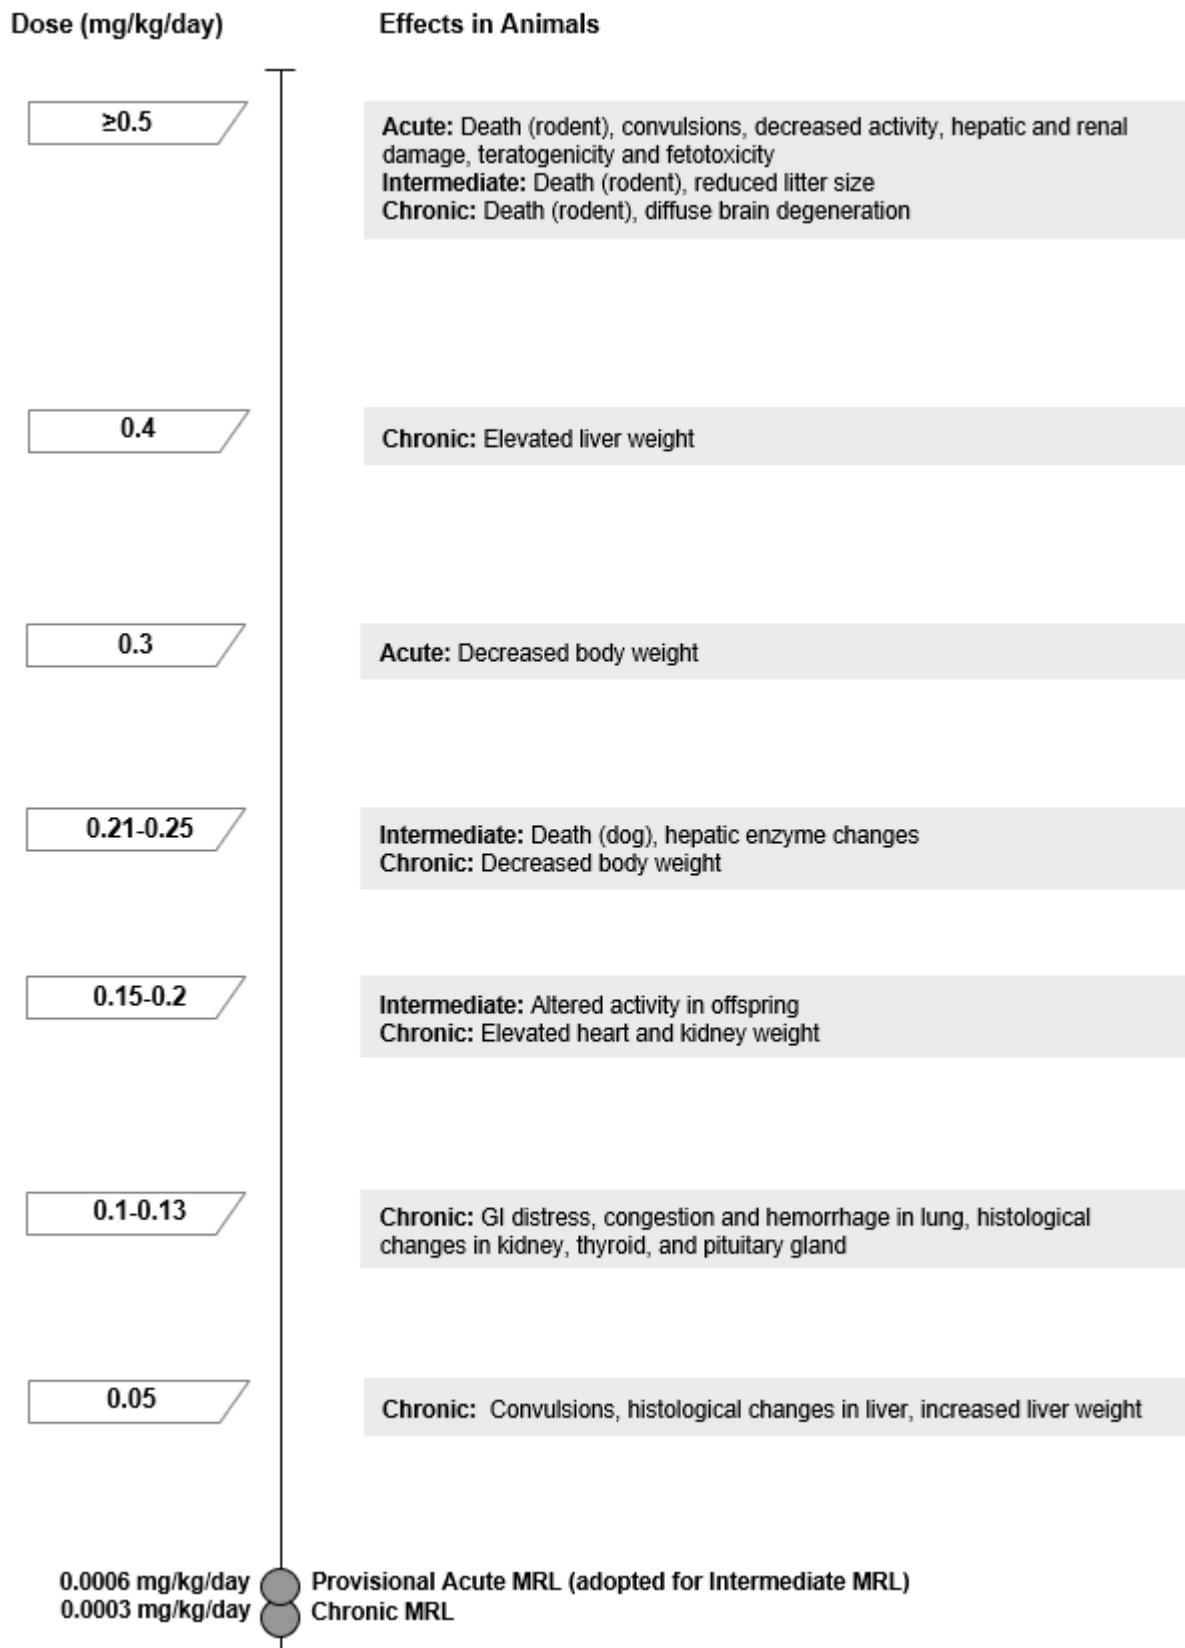 Dose (mg/kg/day) Effects in Animals
≥0.5
Acute: Death (rodent), convulsions, decreased activity, hepatic and renal
damage, teratogenicity and fetotoxicity
Intermediate: Death (rodent), reduced litter size
Chronic: Death (rodent), diffuse brain degeneration
0.4
Chronic: Elevated liver weight
0.3
Acute: Decreased body weight
0.21-0.25
Intermediate: Death (dog), hepatic enzyme changes
Chronic: Decreased body weight
0.15-0.2
Intermediate: Altered activity in offspring
Chronic: Elevated heart and kidney weight
0.1-0.13
Chronic: GI distress, congestion and hemorrhage in lung, histological
changes in kidney, thyroid, and pituitary gland
0.05
Chronic: Convulsions, histological changes in liver, increased liver weight
0.0006 mg/kg/day Provisional Acute MRL (adopted for Intermediate MRL)
0.0003 mg/kg/day Chronic MRL